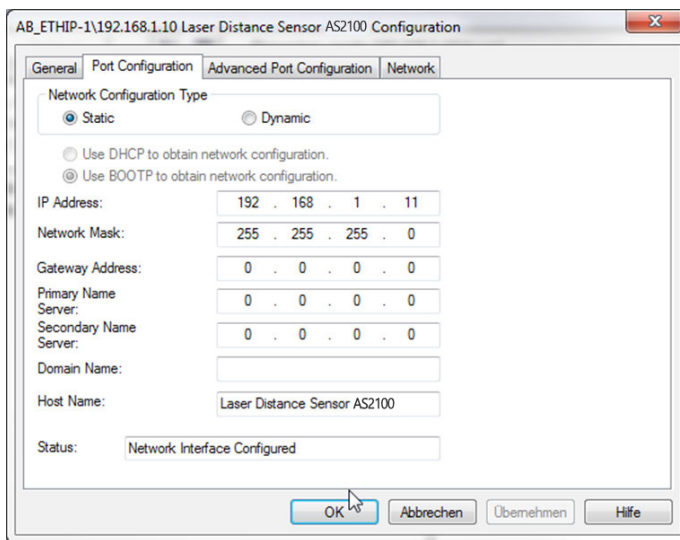 AB_ETHIP-1\192.168.1.10 Laser Distance Sensor AS2100 Configuration
General Port Configuration Advanced Port Configuration Network
Network Configuration Type
Static Dynamic
Use DHCP to obtain network configuration.
Use BOOTP to obtain network configuration.
IP Address: 192 . 168 . 1 . 11
Network Mask: 255 . 255 . 255 . 0
Gateway Address: 0 . 0 . 0 . 0
Primary Name
Server: 0 . 0 . 0 . 0
Secondary Name
Server: 0 . 0 . 0 . 0
Domain Name:
Host Name: Laser Distance Sensor AS2100
Status: Network Interface Configured
OK Abbrechen Übernehmen Hilfe